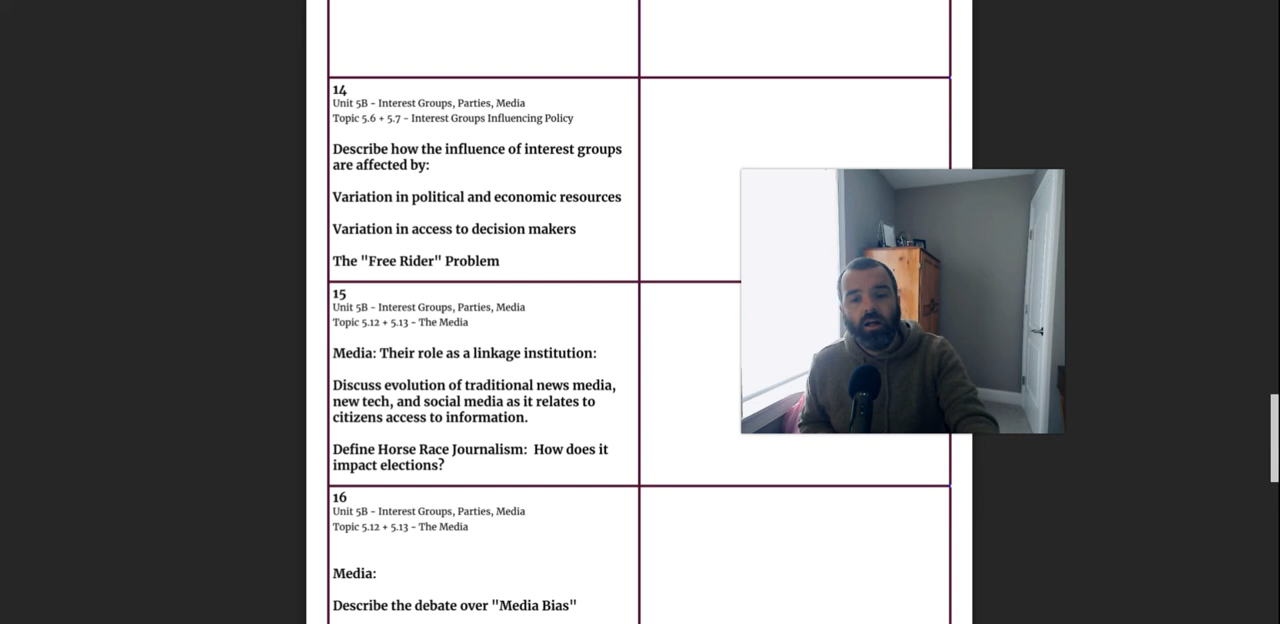 14
Unit 5B - Interest Groups, Parties, Media
Topic 5.6 + 5.7 - Interest Groups Influencing Policy
Describe how the influence of interest groups
are affected by:
Variation in political and economic resources
Variation in access to decision makers
The "Free Rider" Problem
15
Unit 5B - Interest Groups, Parties, Media
Topic 5.12 + 5.13 - The Media
Media: Their role as a linkage institution:
Discuss evolution of traditional news media,
new tech, and social media as it relates to
citizens access to information.
Define Horse Race Journalism:  How does it
impact elections?
16
Unit 5B - Interest Groups, Parties, Media
Topic 5.12 + 5.13 - The Media
Media:
Describe the debate over "Media Bias"